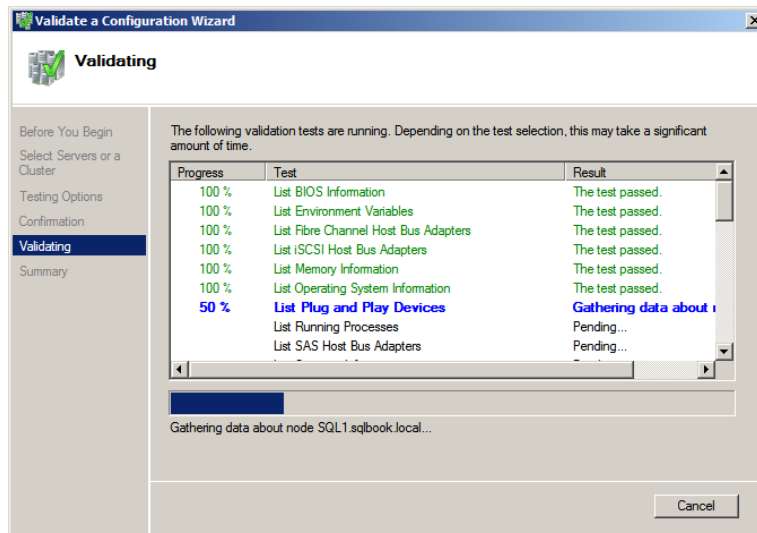 Validate a Configuration Wizard
Validating
Before You Begin
Select Servers or a
Cluster
Testing Options
Confirmation
Validating
Summary
The following validation tests are running. Depending on the test selection, this may take a significant
amount of time.
Progress Test Result
100 % List BIOS Information The test passed.
100 % List Environment Variables The test passed.
100 % List Fibre Channel Host Bus Adapters The test passed.
100 % List iSCSI Host Bus Adapters The test passed.
100 % List Memory Information The test passed.
100 % List Operating System Information The test passed.
50 % List Plug and Play Devices Gathering data about
List Running Processes Pending...
List SAS Host Bus Adapters Pending...
Gathering data about node SQL1.sqlbook.local...
Cancel